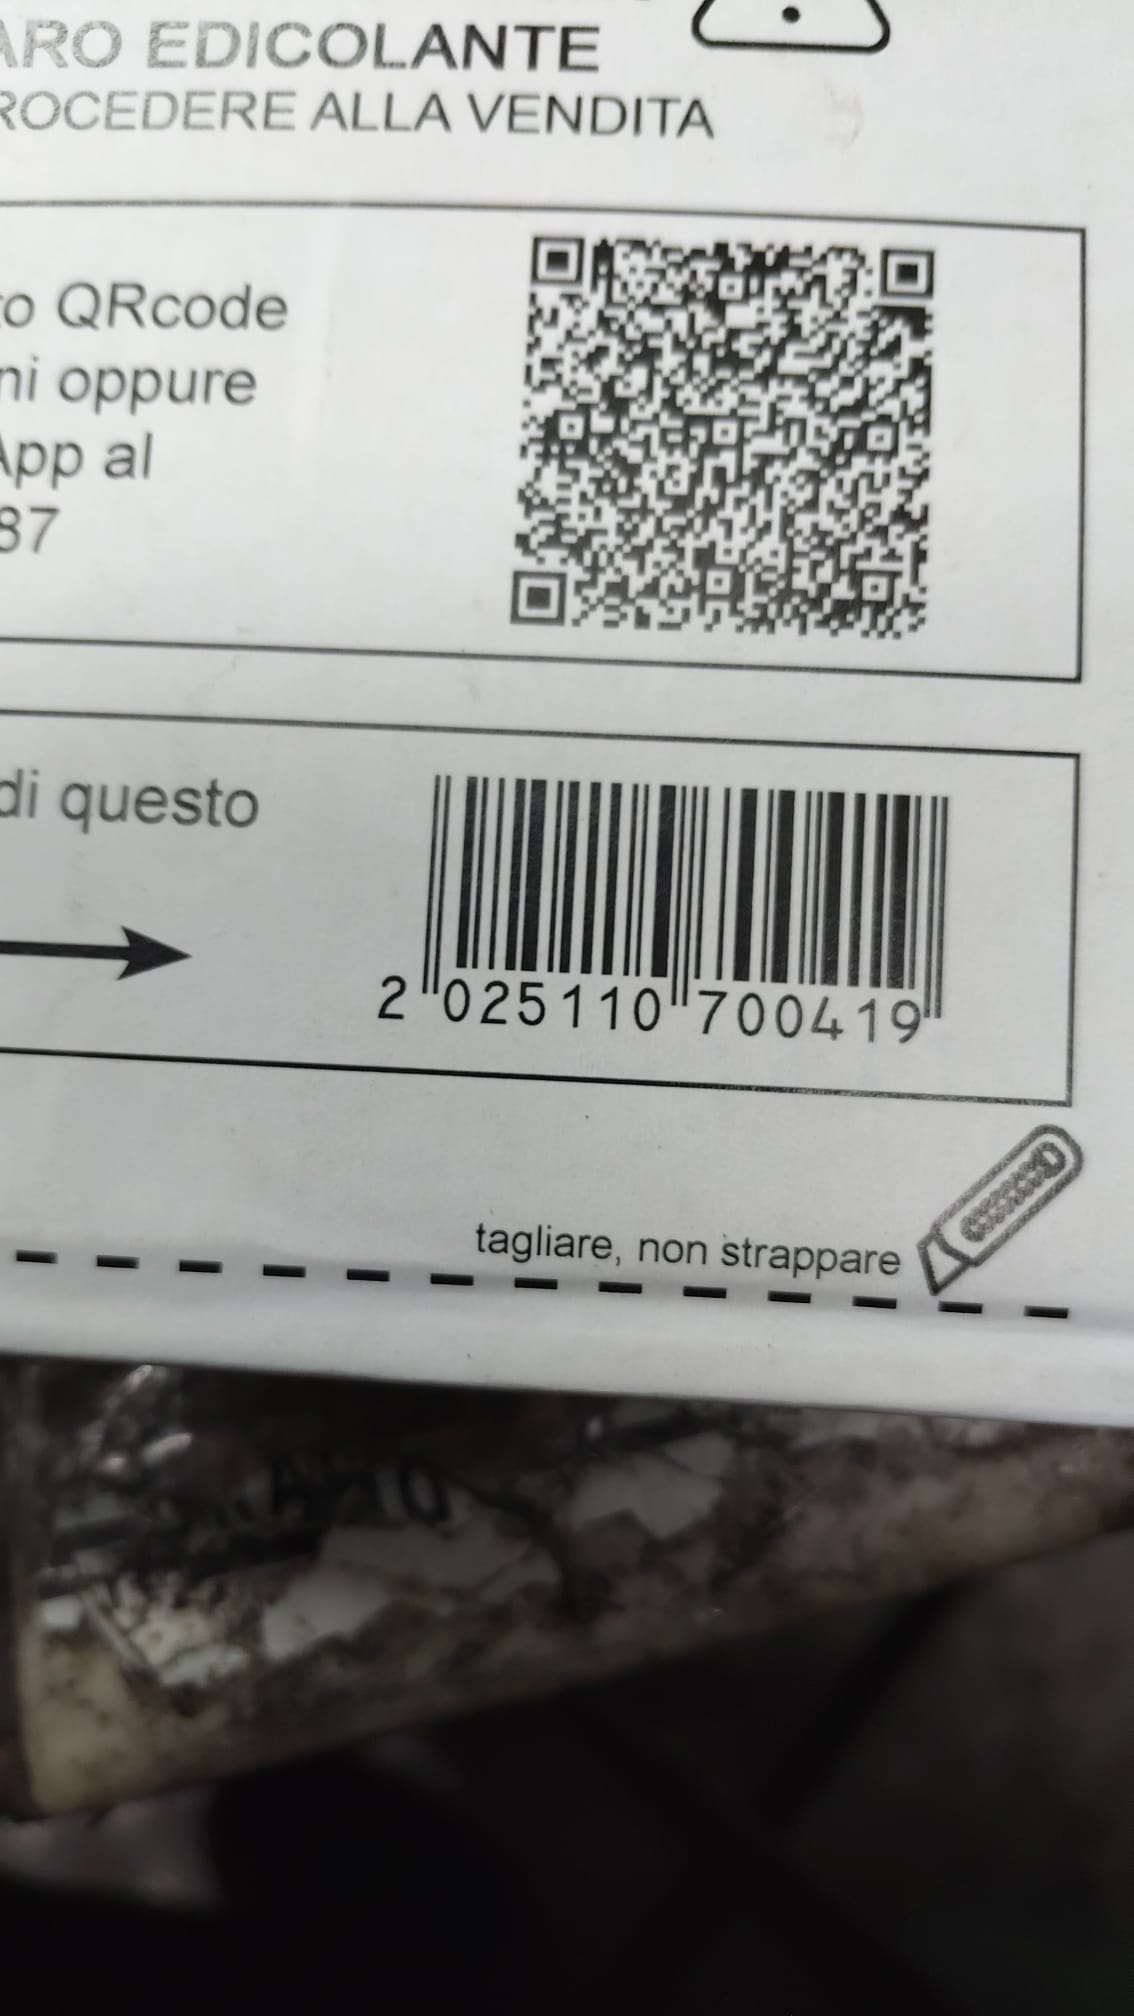 ARO EDICOLANTE
ROCEDERE ALLA VENDITA
to QRcode
ni oppure
App al
87
di questo
2 025110 700419
tagliare, non strappare